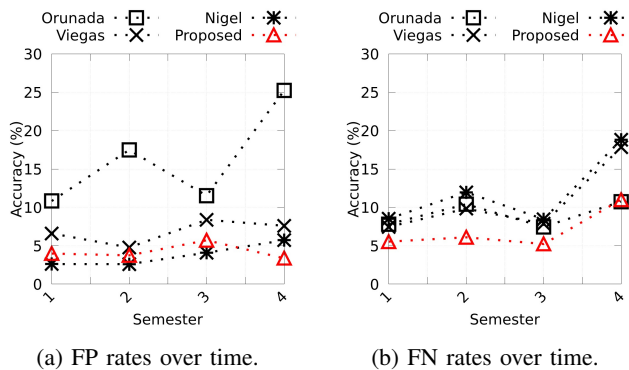 Orunada Nigel
Viegas Proposed
30
25
20
15
10
5
0
Accuracy (%)
1 2 3 4
Semester
(a) FP rates over time.
Orunada Nigel
Viegas Proposed
30
25
20
15
10
5
0
Accuracy (%)
1 2 3 4
Semester
(b) FN rates over time.